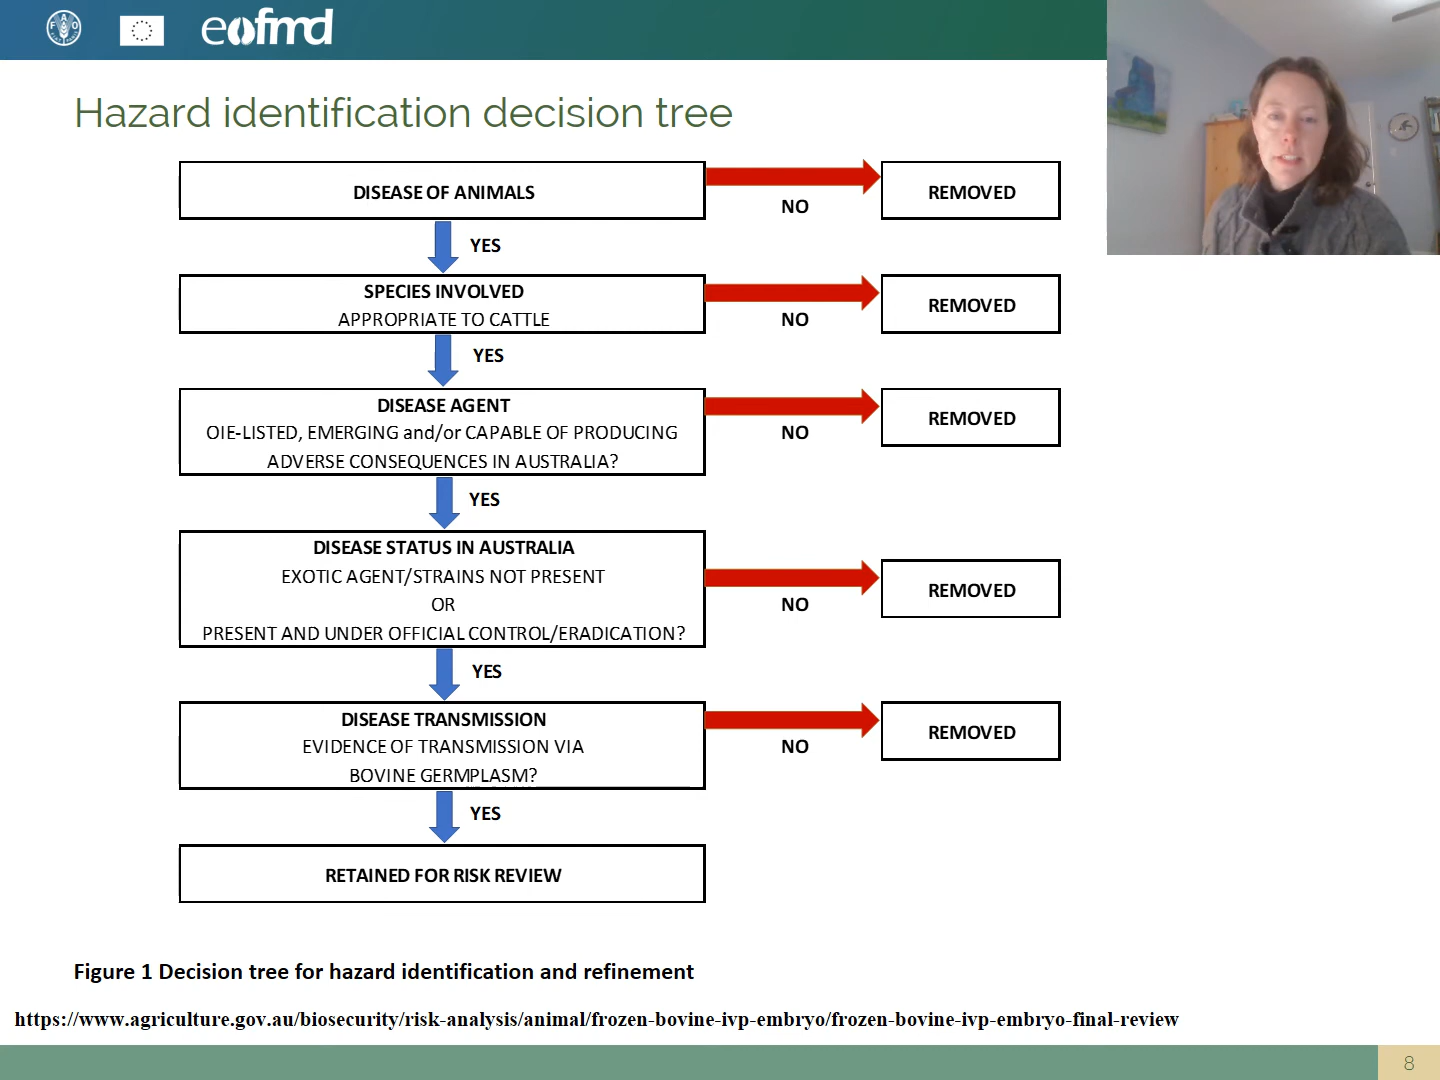 FAO
eofmd
Hazard identification decision tree
DISEASE OF ANIMALS
NO
REMOVED
YES
SPECIES INVOLVED
APPROPRIATE TO CATTLE
NO
REMOVED
YES
DISEASE AGENT
OIE-LISTED, EMERGING and/or CAPABLE OF PRODUCING
ADVERSE CONSEQUENCES IN AUSTRALIA?
NO
REMOVED
YES
DISEASE STATUS IN AUSTRALIA
EXOTIC AGENT/STRAINS NOT PRESENT
OR
PRESENT AND UNDER OFFICIAL CONTROL/ERADICATION?
NO
REMOVED
YES
DISEASE TRANSMISSION
EVIDENCE OF TRANSMISSION VIA
BOVINE GERMPLASM?
NO
REMOVED
YES
RETAINED FOR RISK REVIEW
Figure 1 Decision tree for hazard identification and refinement
https://www.agriculture.gov.au/biosecurity/risk-analysis/animal/frozen-bovine-ivp-embryo/frozen-bovine-ivp-embryo-final-review
8